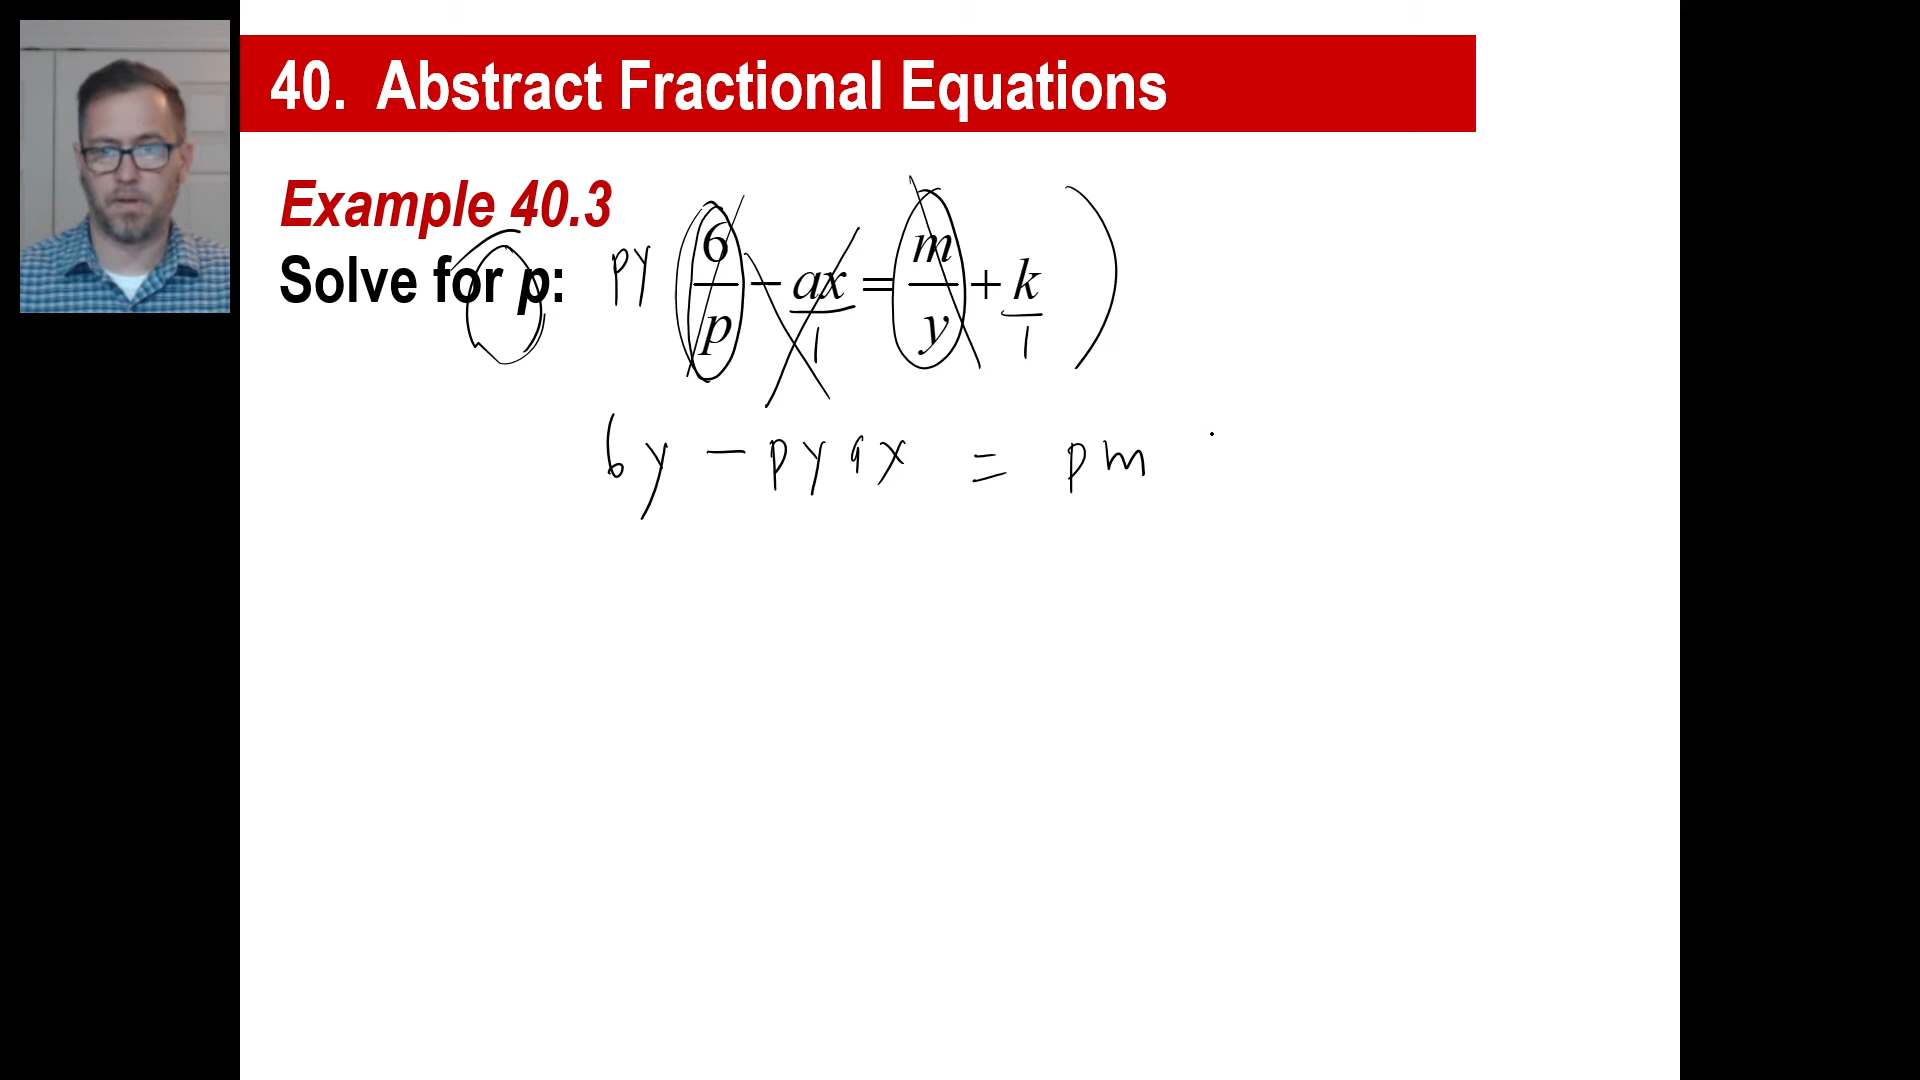 40. Abstract Fractional Equations
Example 40.3
Solve for p: py ( 6/p − ax/1 = m/y + k/1 )
6y − pyax = pm